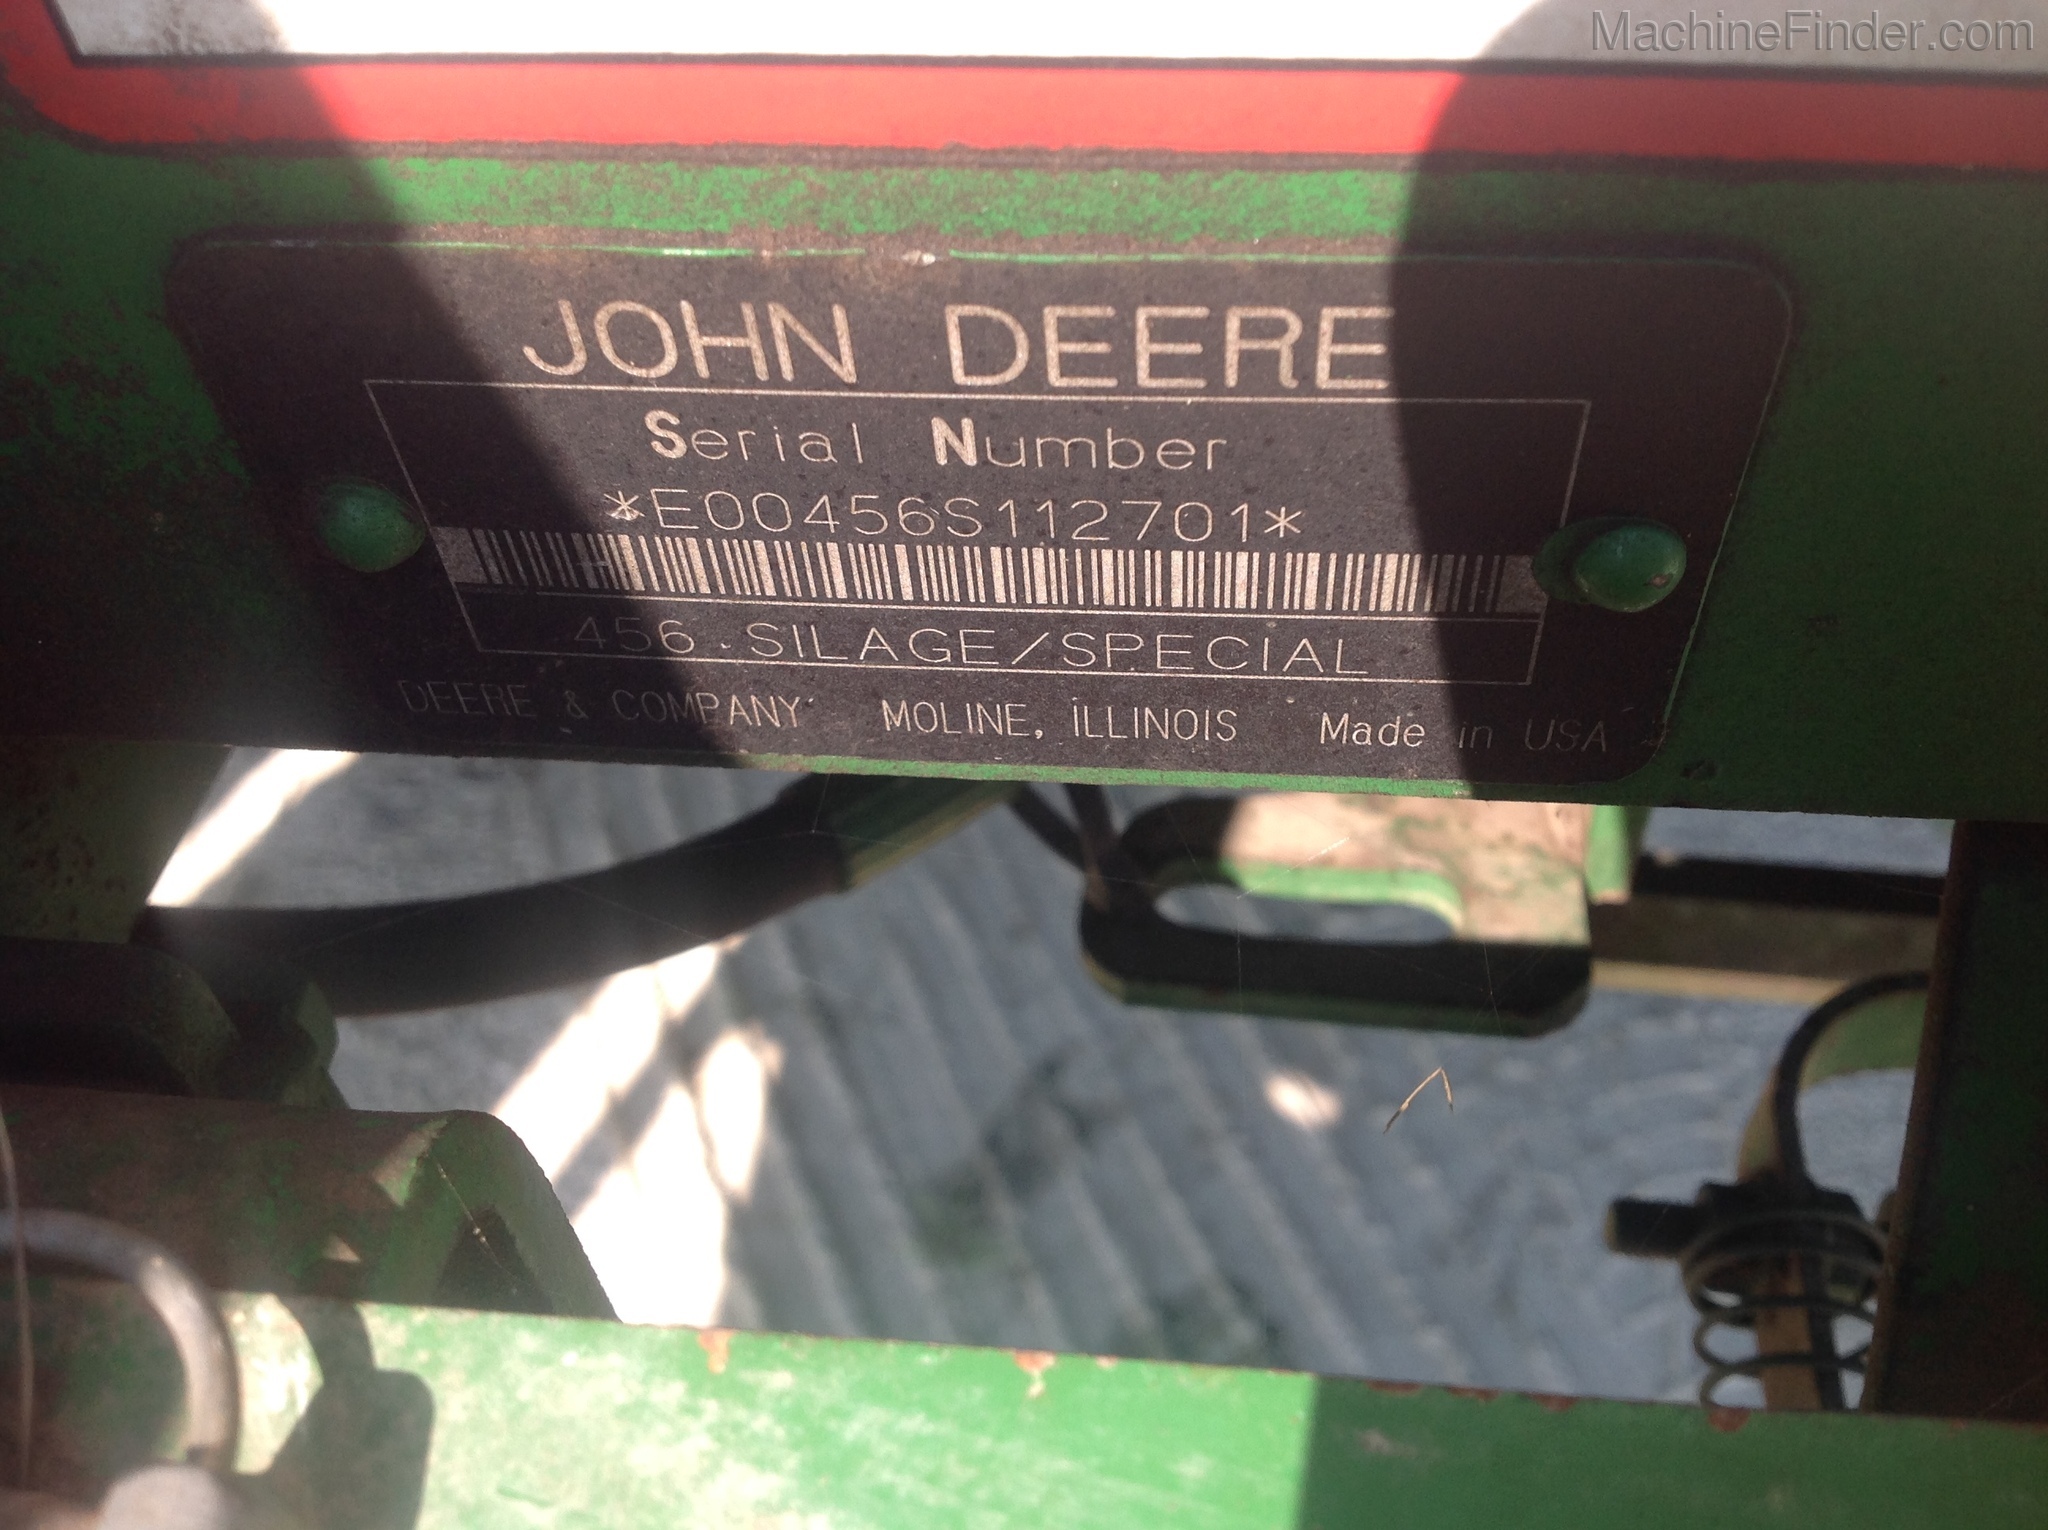 MachineFinder.com
JOHN DEERE
Serial Number
*E00456S112701*
456 SILAGE/SPECIAL
DEERE & COMPANY MOLINE, ILLINOIS Made in USA